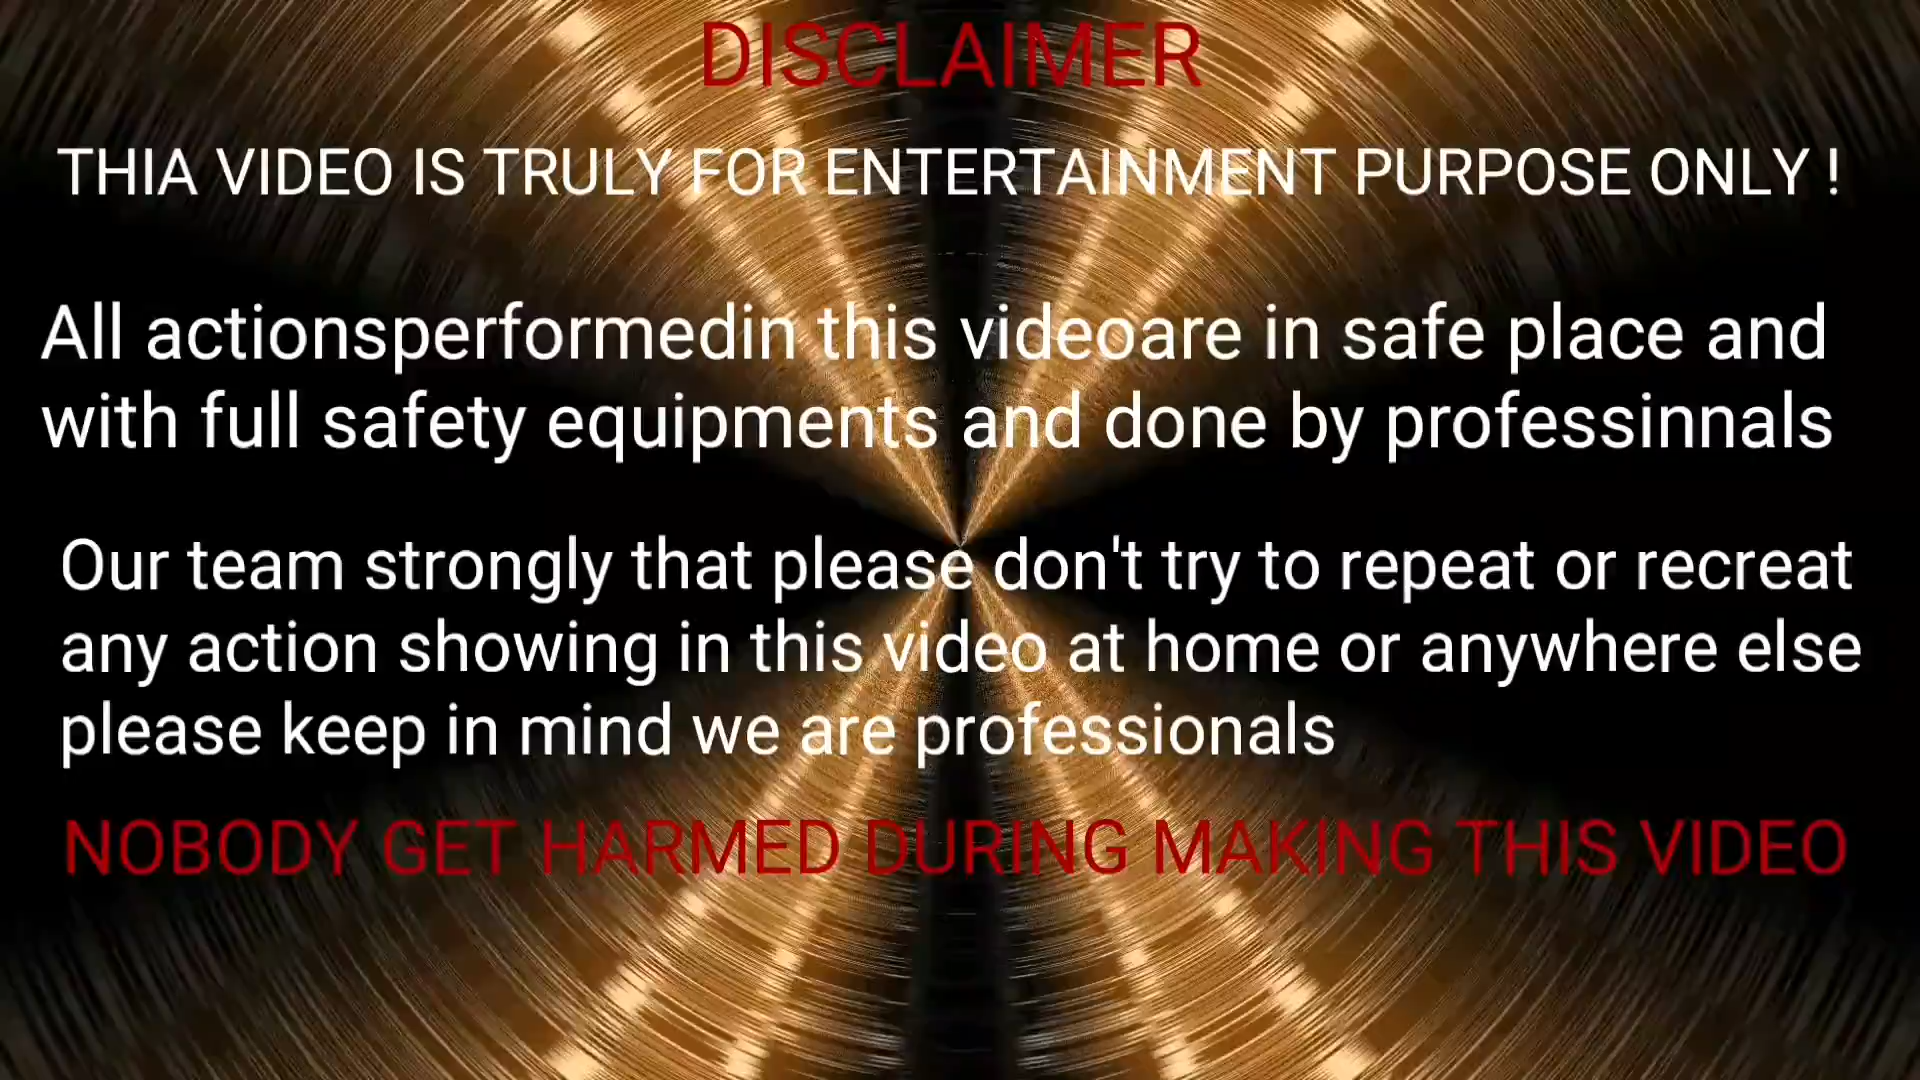 DISCLAIMER
THIA VIDEO IS TRULY FOR ENTERTAINMENT PURPOSE ONLY !
All actionsperformedin this videoare in safe place and
with full safety equipments and done by professinnals
Our team strongly that please don't try to repeat or recreat
any action showing in this video at home or anywhere else
please keep in mind we are professionals
NOBODY GET HARMED DURING MAKING THIS VIDEO